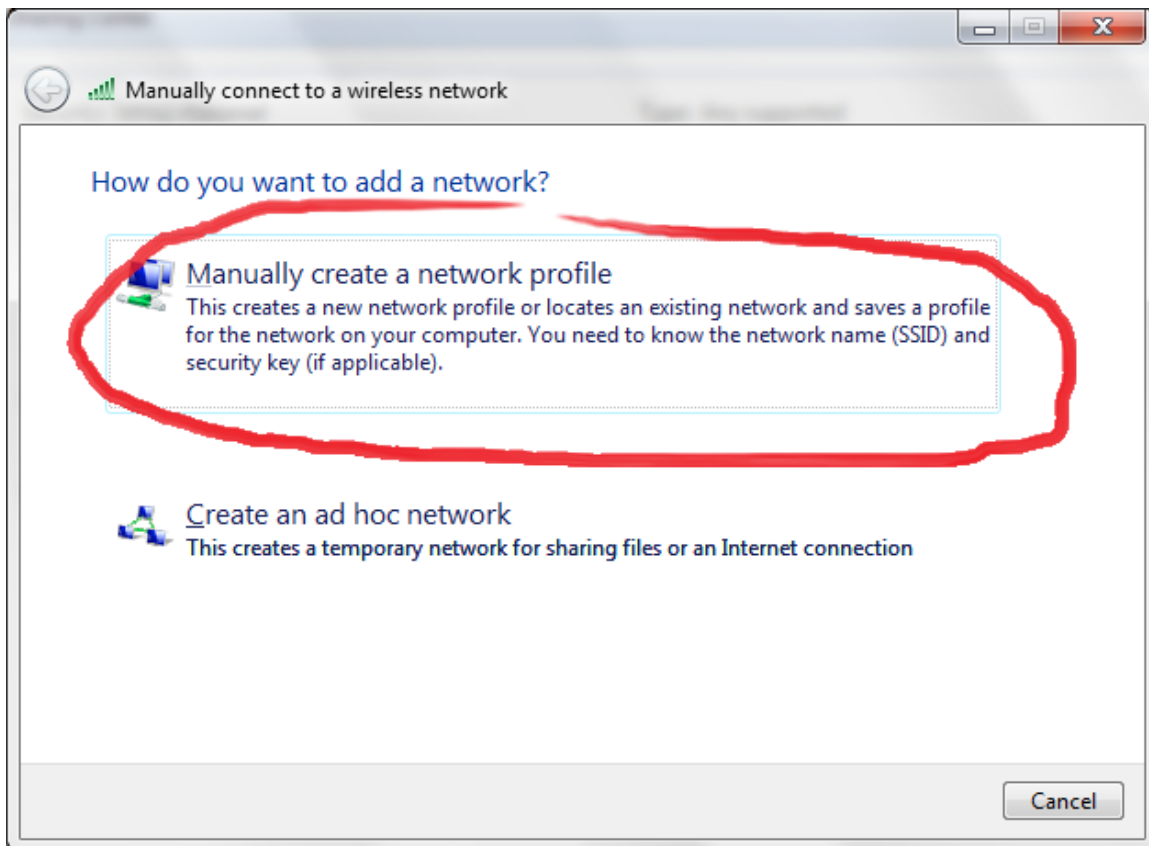 Manually connect to a wireless network
How do you want to add a network?
Manually create a network profile
This creates a new network profile or locates an existing network and saves a profile
for the network on your computer. You need to know the network name (SSID) and
security key (if applicable).
Create an ad hoc network
This creates a temporary network for sharing files or an Internet connection
Cancel